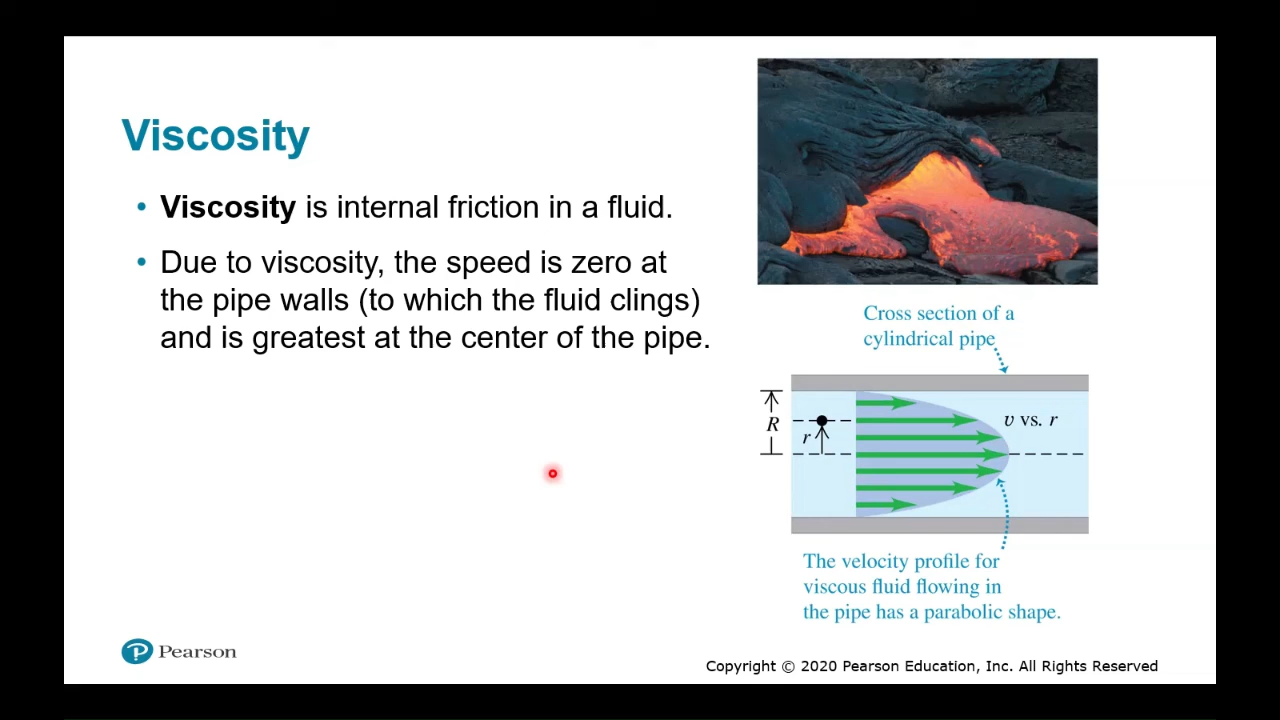 Viscosity
• Viscosity is internal friction in a fluid.
• Due to viscosity, the speed is zero at
the pipe walls (to which the fluid clings)
and is greatest at the center of the pipe.
Cross section of a
cylindrical pipe
R
r
v vs. r
The velocity profile for
viscous fluid flowing in
the pipe has a parabolic shape.
P Pearson
Copyright © 2020 Pearson Education, Inc. All Rights Reserved